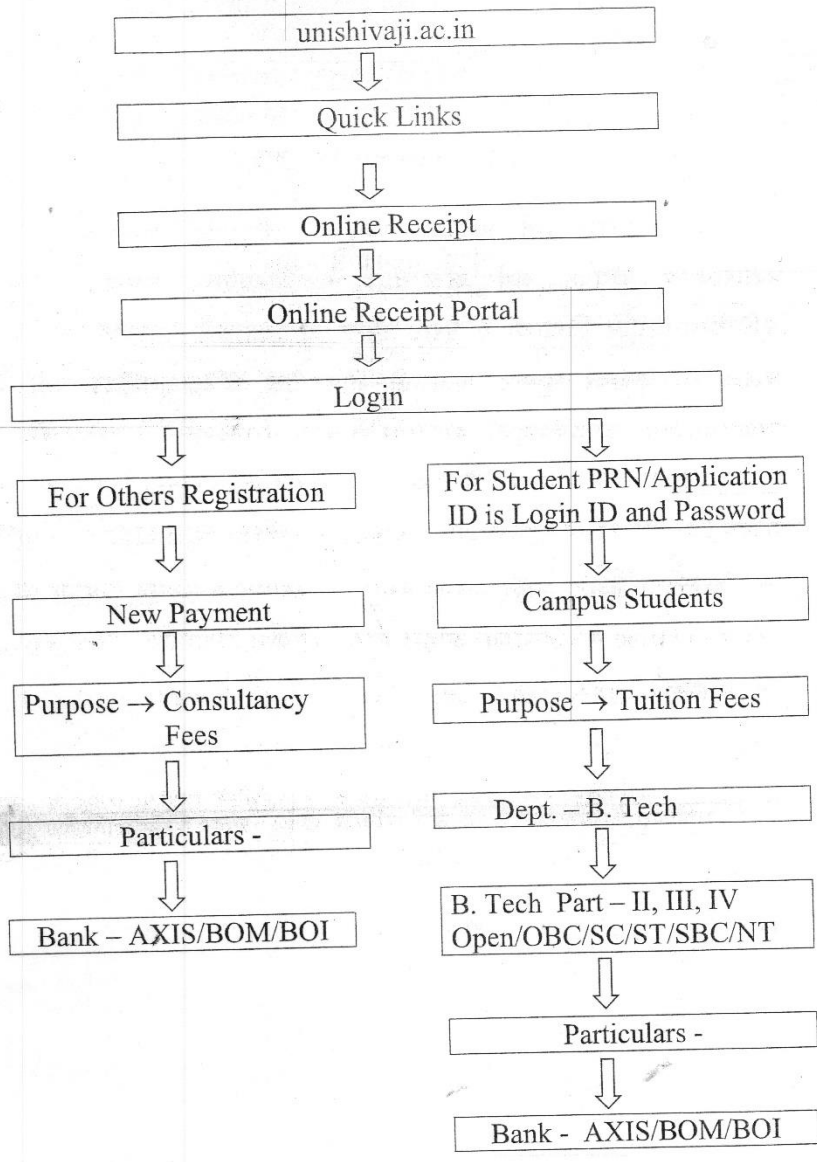 unishivaji.ac.in
Quick Links
Online Receipt
Online Receipt Portal
Login
For Others Registration
New Payment
Purpose → Consultancy
Fees
Particulars -
Bank – AXIS/BOM/BOI
For Student PRN/Application
ID is Login ID and Password
Campus Students
Purpose → Tuition Fees
Dept. – B. Tech
B. Tech Part – II, III, IV
Open/OBC/SC/ST/SBC/NT
Particulars -
Bank - AXIS/BOM/BOI